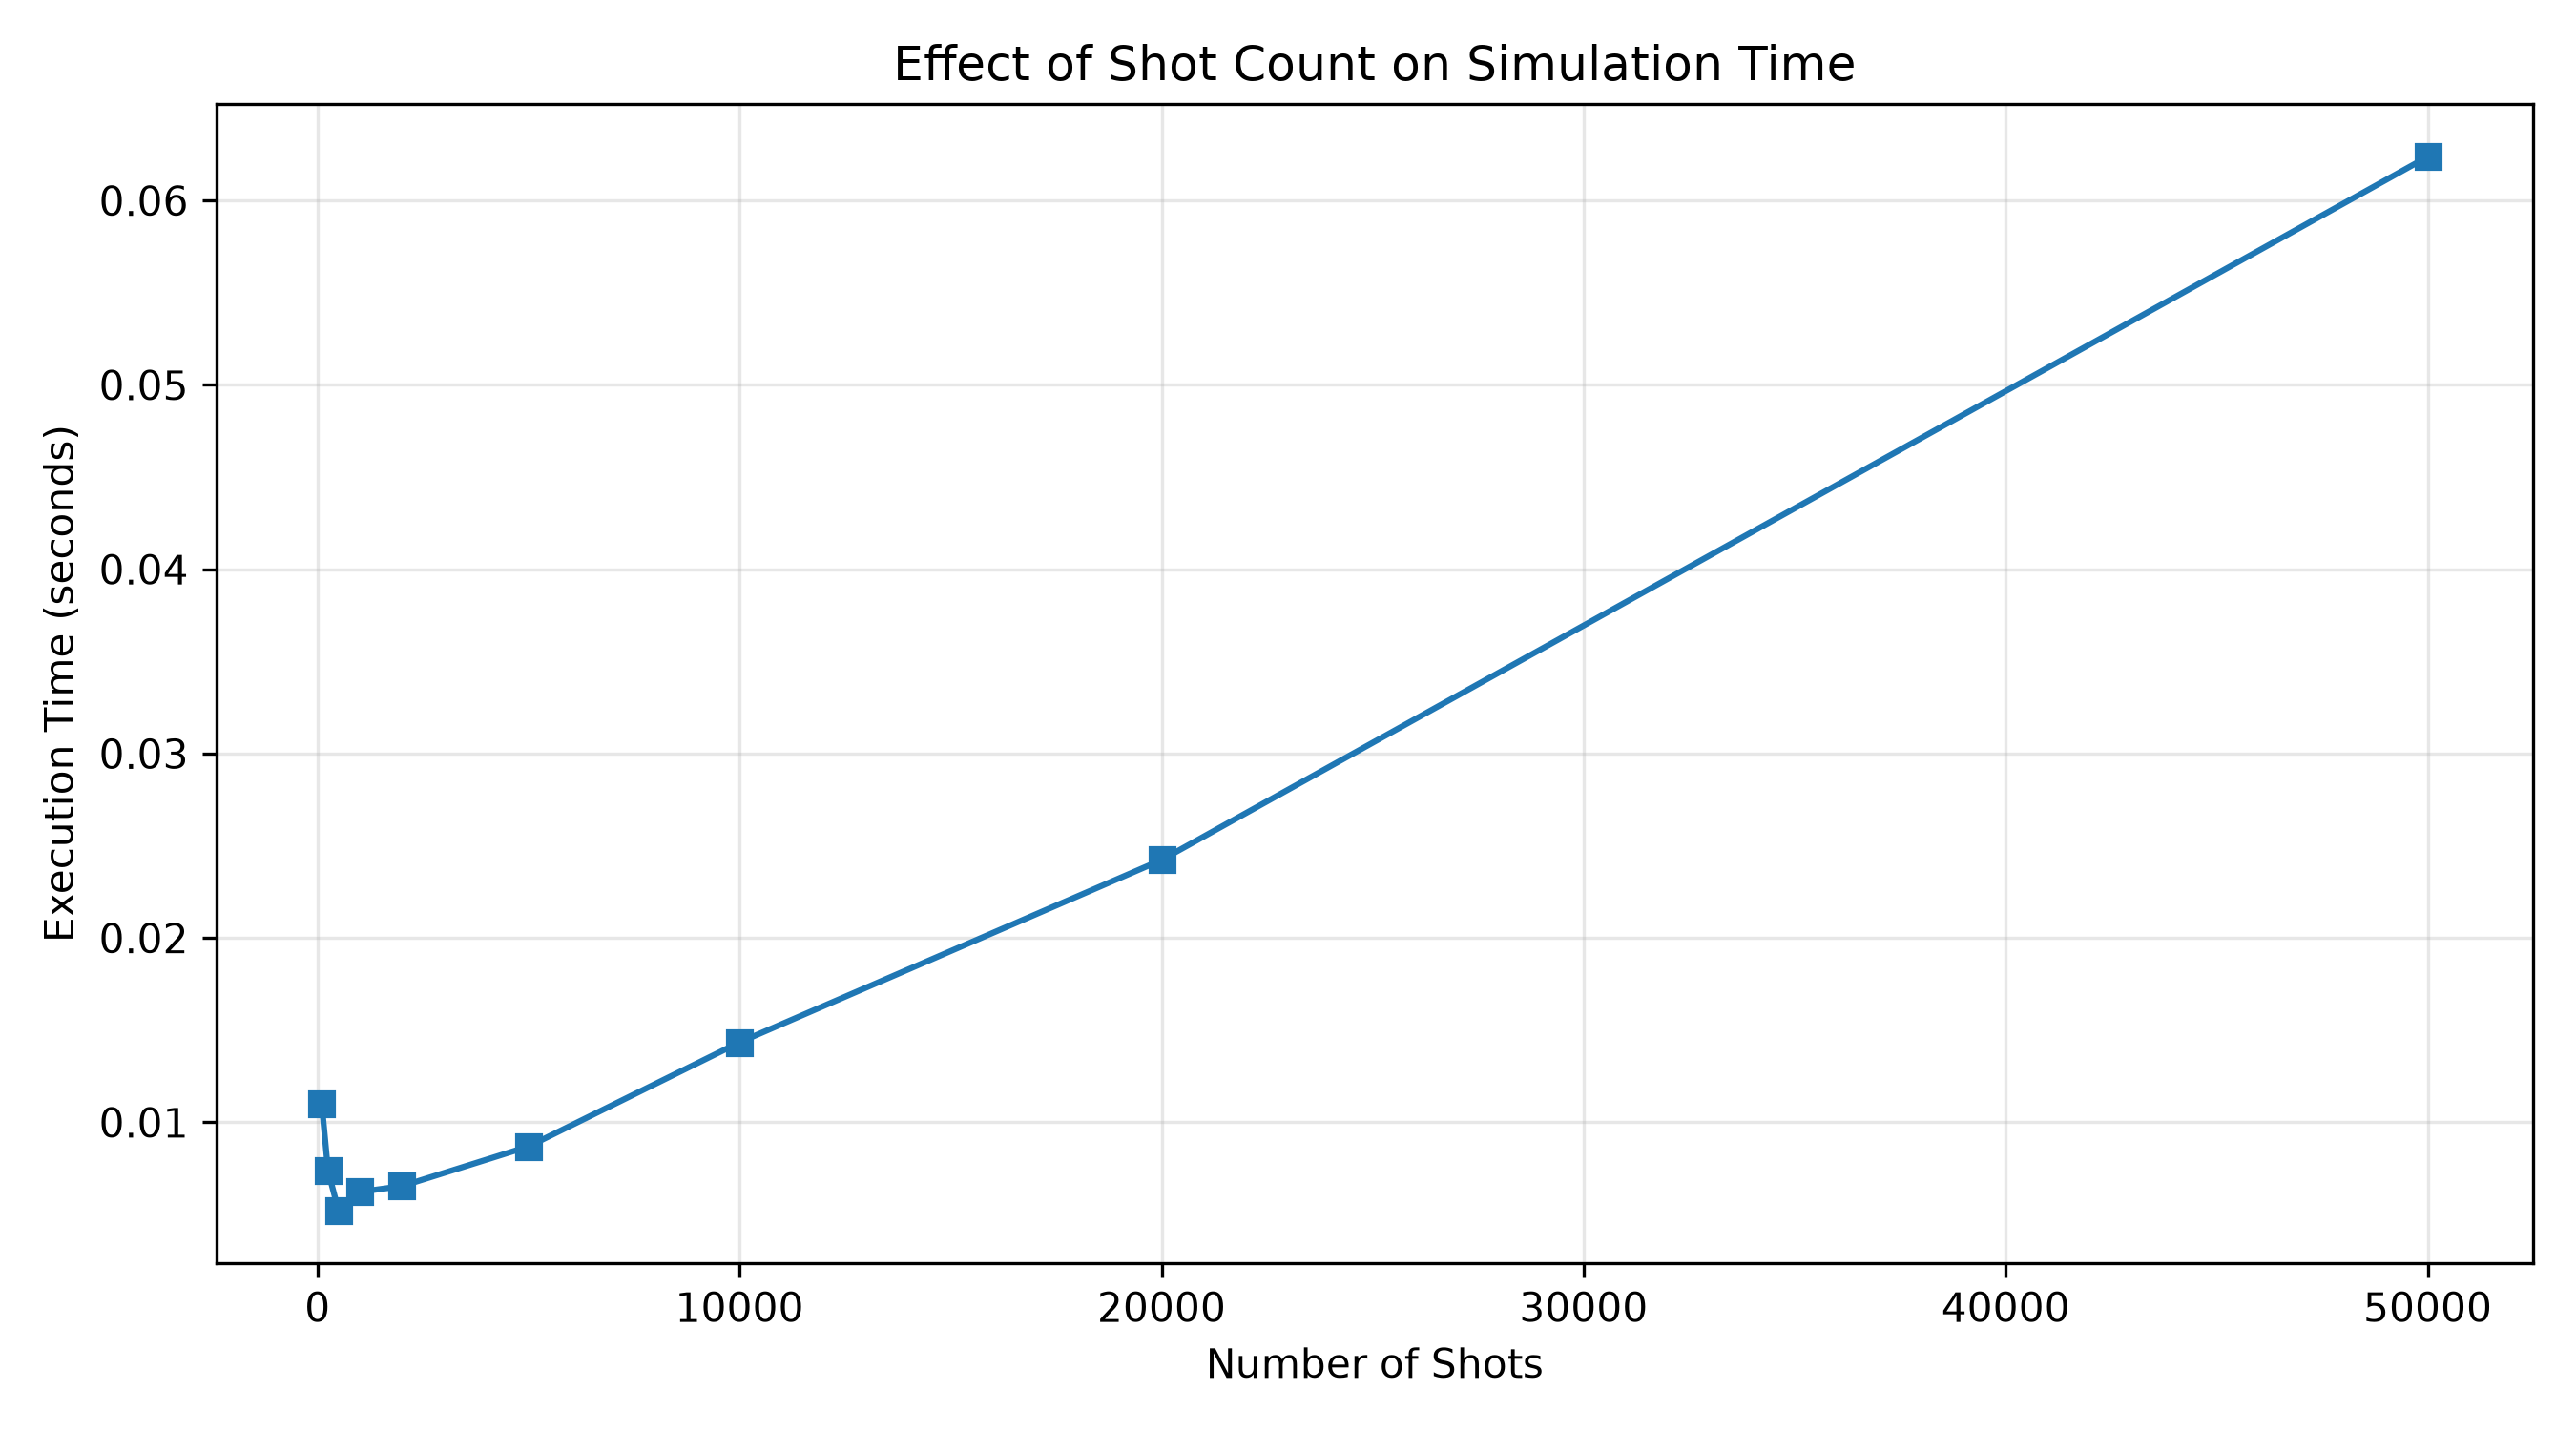 Effect of Shot Count on Simulation Time
Execution Time (seconds)
0.06
0.05
0.04
0.03
0.02
0.01
0 10000 20000 30000 40000 50000
Number of Shots